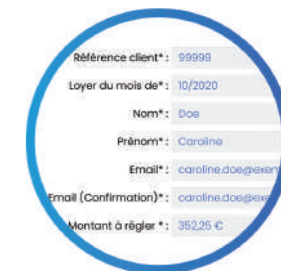 Référence client* : 99999
Loyer du mois de* : 10/2020
Nom* : Doe
Prénom* : Caroline
Email* : caroline.doe@exem
Email (Confirmation)* : caroline.doe@exe
Montant à régler * : 352,25 €